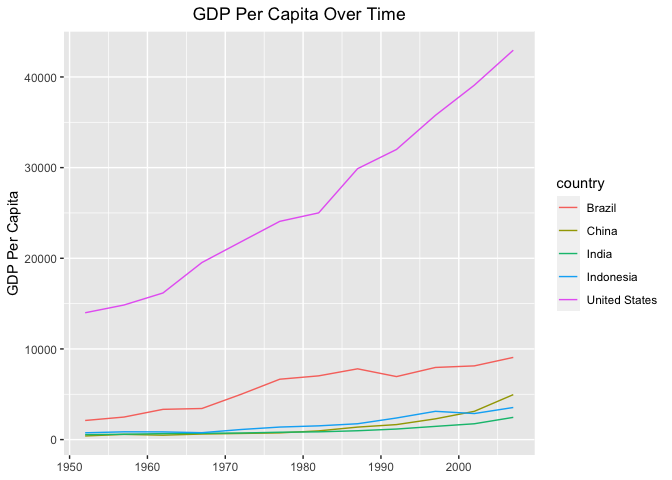 GDP Per Capita Over Time
GDP Per Capita
40000
30000
20000
10000
0
1950 1960 1970 1980 1990 2000
country
Brazil
China
India
Indonesia
United States